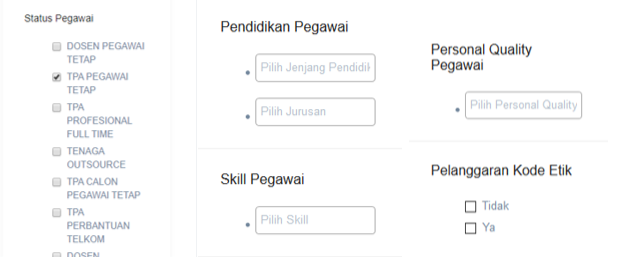 Status Pegawai
DOSEN PEGAWAI
TETAP
TPA PEGAWAI
TETAP
TPA
PROFESIONAL
FULL TIME
TENAGA
OUTSOURCE
TPA CALON
PEGAWAI TETAP
TPA
PERBANTUAN
TELKOM
DOSEN
Pendidikan Pegawai
Pilih Jenjang Pendidik
Pilih Jurusan
Skill Pegawai
Pilih Skill
Personal Quality
Pegawai
Pilih Personal Quality
Pelanggaran Kode Etik
Tidak
Ya